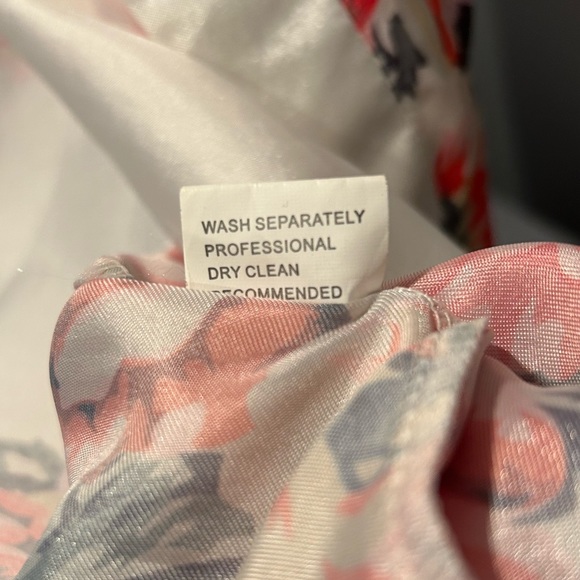 WASH SEPARATELY
PROFESSIONAL
DRY CLEAN
RECOMMENDED